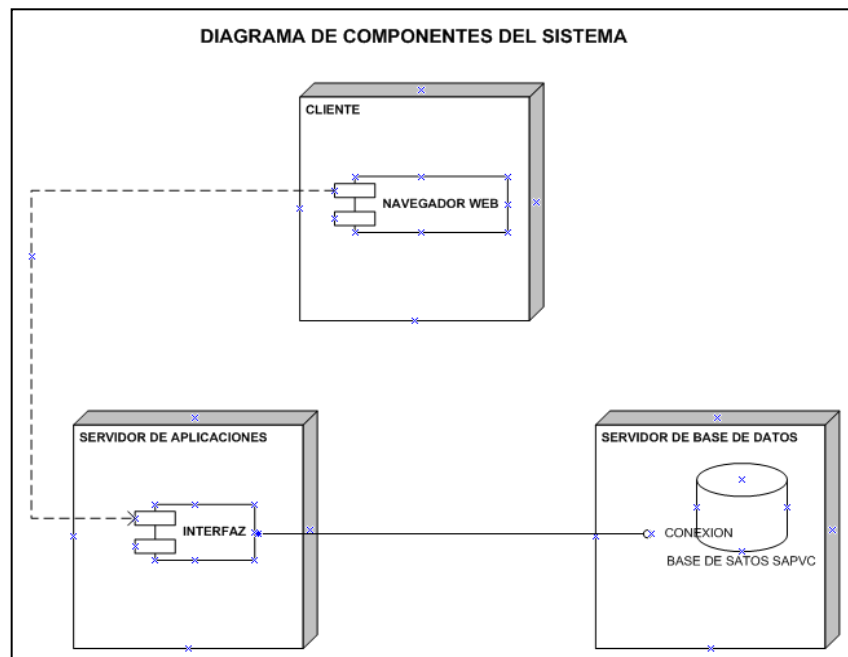 DIAGRAMA DE COMPONENTES DEL SISTEMA
CLIENTE
NAVEGADOR WEB
SERVIDOR DE APLICACIONES
INTERFAZ
SERVIDOR DE BASE DE DATOS
CONEXION
BASE DE SATOS SAPVC